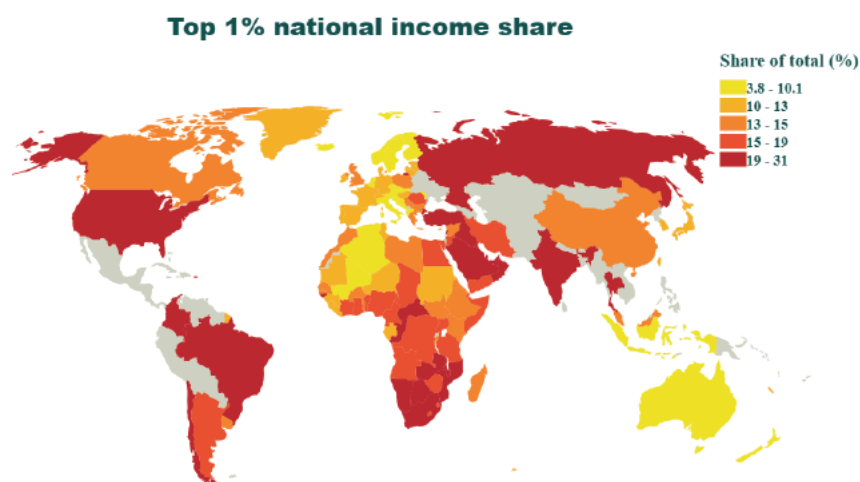 Top 1% national income share
Share of total (%)
3.8 - 10.1
10 - 13
13 - 15
15 - 19
19 - 31